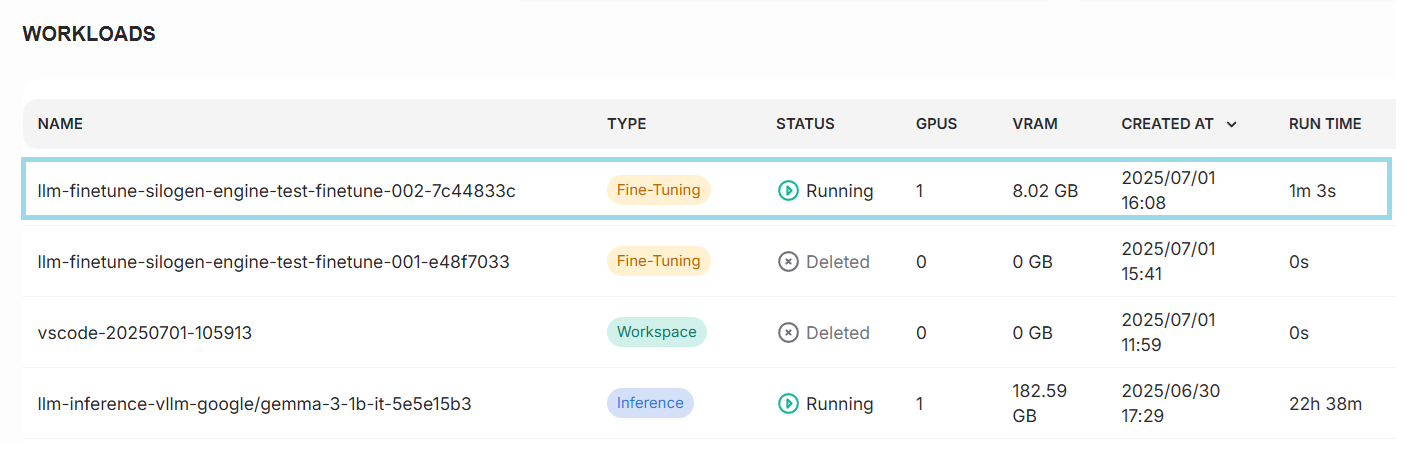 WORKLOADS
NAME TYPE STATUS GPUS VRAM CREATED AT RUN TIME
llm-finetune-silogen-engine-test-finetune-002-7c44833c Fine-Tuning Running 1 8.02 GB 2025/07/01 16:08 1m 3s
llm-finetune-silogen-engine-test-finetune-001-e48f7033 Fine-Tuning Deleted 0 0 GB 2025/07/01 15:41 0s
vscode-20250701-105913 Workspace Deleted 0 0 GB 2025/07/01 11:59 0s
llm-inference-vllm-google/gemma-3-1b-it-5e5e15b3 Inference Running 1 182.59 GB 2025/06/30 17:29 22h 38m